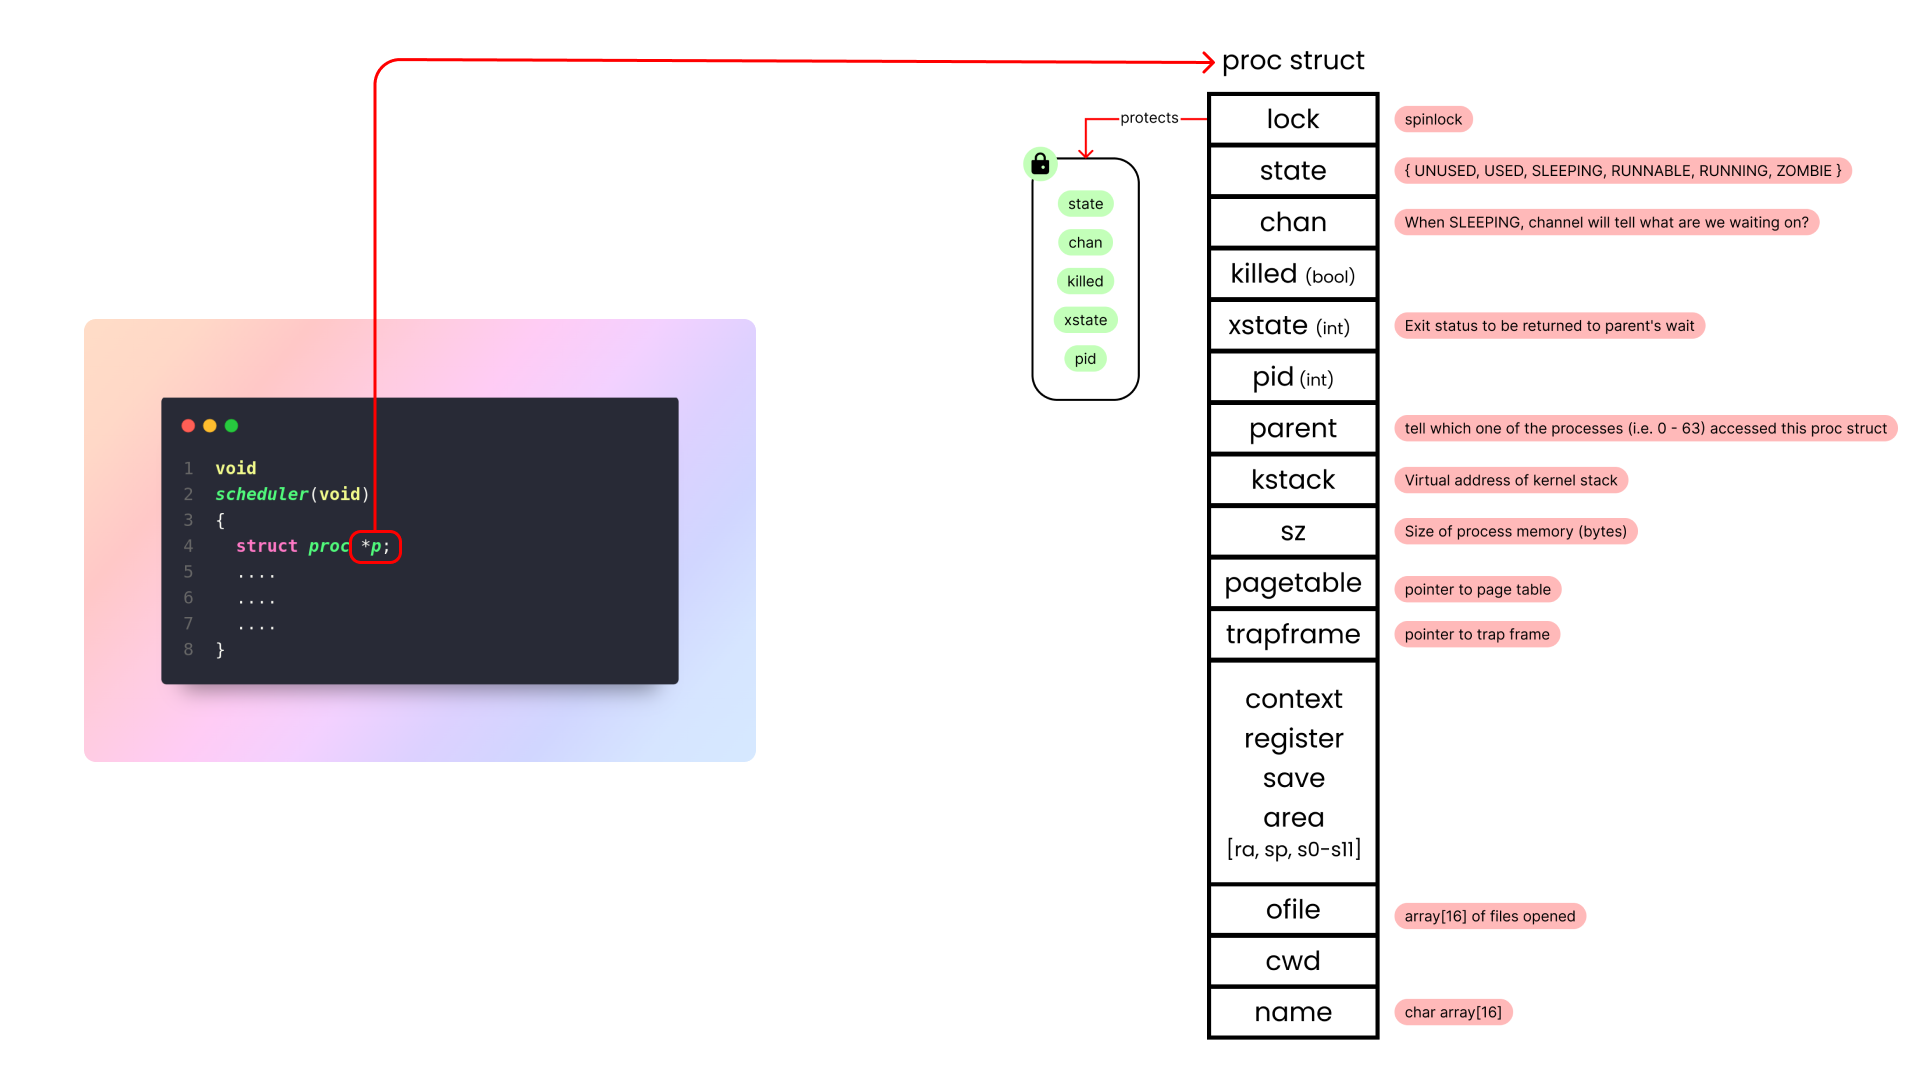 proc struct
protects
lock
spinlock
state
{ UNUSED, USED, SLEEPING, RUNNABLE, RUNNING, ZOMBIE }
chan
When SLEEPING, channel will tell what are we waiting on?
killed (bool)
xstate (int)
Exit status to be returned to parent's wait
pid (int)
parent
tell which one of the processes (i.e. 0 - 63) accessed this proc struct
kstack
Virtual address of kernel stack
sz
Size of process memory (bytes)
pagetable
pointer to page table
trapframe
pointer to trap frame
context
register
save
area
[ra, sp, s0-s11]
ofile
array[16] of files opened
cwd
name
char array[16]
state
chan
killed
xstate
pid
1 void
2 scheduler(void)
3 {
4 struct proc *p;
5 ....
6 ....
7 ....
8 }